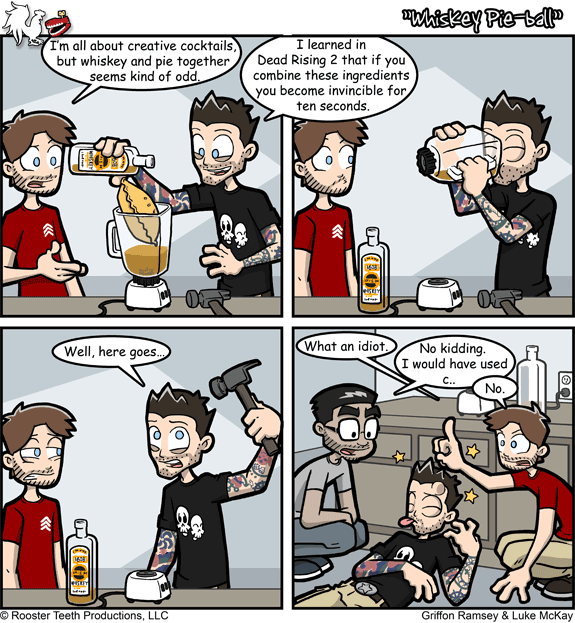 "Whiskey Pie-ball"
I'm all about creative cocktails,
but whiskey and pie together
seems kind of odd.
I learned in
Dead Rising 2 that if you
combine these ingredients
you become invincible for
ten seconds.
Well, here goes...
What an idiot.
No kidding.
I would have used
c..
No.
© Rooster Teeth Productions, LLC
Griffon Ramsey & Luke McKay